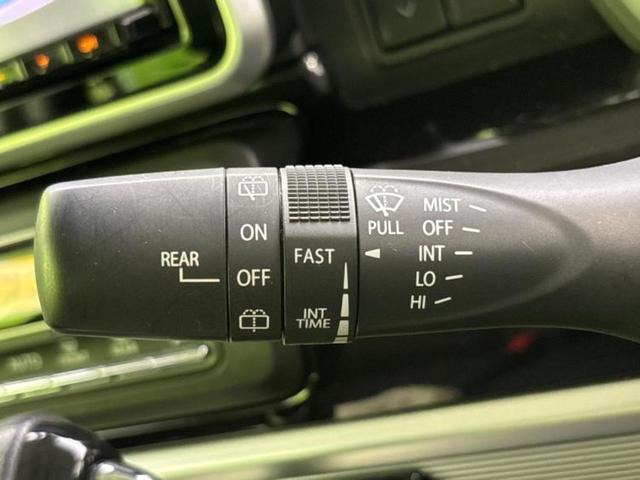 REAR
ON
OFF
FAST
INT
TIME
PULL
MIST
OFF
INT
LO
HI